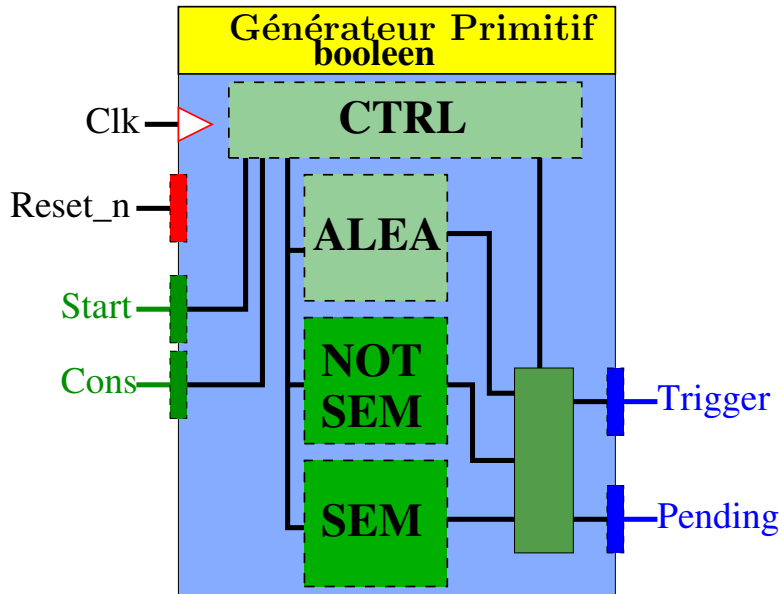 Générateur Primitif
booleen
Clk
CTRL
Reset_n
ALEA
Start
NOT
SEM
Cons
Trigger
SEM
Pending